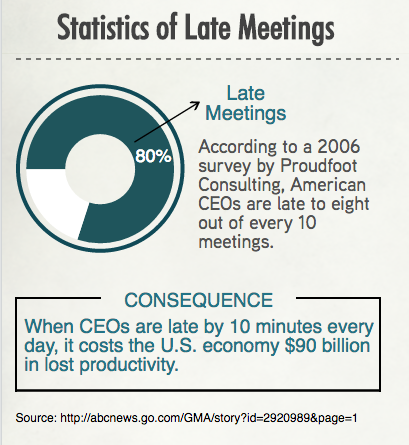 Statistics of Late Meetings
Late
Meetings
80%
According to a 2006
survey by Proudfoot
Consulting, American
CEOs are late to eight
out of every 10
meetings.
CONSEQUENCE
When CEOs are late by 10 minutes every
day, it costs the U.S. economy $90 billion
in lost productivity.
Source: http://abcnews.go.com/GMA/story?id=2920989&page=1